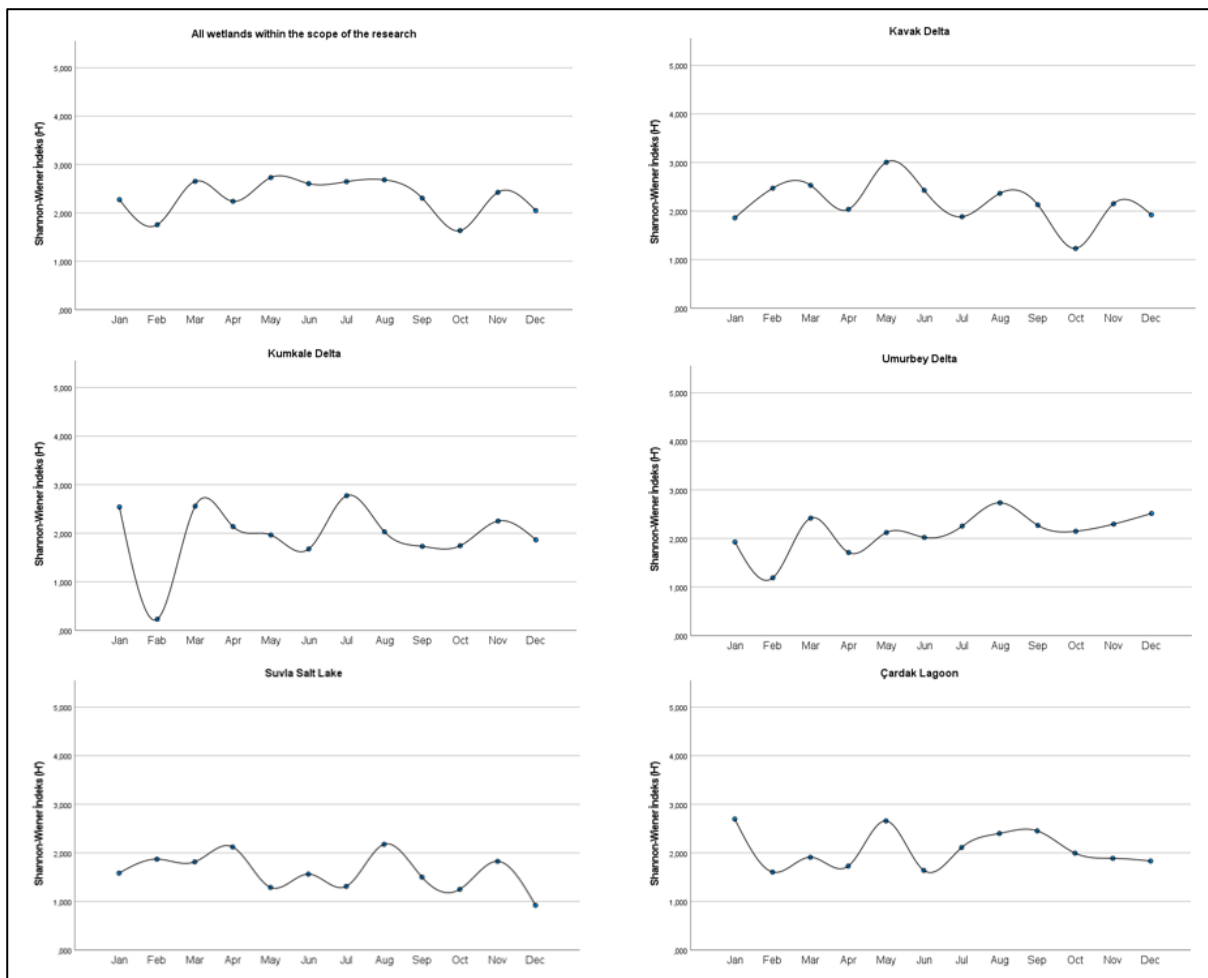 All wetlands within the scope of the research
Shannon-Wiener İndeks (H')
5,000
4,000
3,000
2,000
1,000
,000
Jan Feb Mar Apr May Jun Jul Aug Sep Oct Nov Dec
Kavak Delta
Shannon-Wiener İndeks (H')
5,000
4,000
3,000
2,000
1,000
,000
Jan Feb Mar Apr May Jun Jul Aug Sep Oct Nov Dec
Kumkale Delta
Shannon-Wiener İndeks (H')
5,000
4,000
3,000
2,000
1,000
,000
Jan Fab Mar Apr May Jun Jul Aug Sep Oct Nov Dec
Umurbey Delta
Shannon-Wiener İndeks (H')
5,000
4,000
3,000
2,000
1,000
,000
Jan Feb Mar Apr May Jun Jul Aug Sep Oct Nov Dec
Suvla Salt Lake
Shannon-Wiener İndeks (H')
5,000
4,000
3,000
2,000
1,000
,000
Jan Feb Mar Apr May Jun Jul Aug Sep Oct Nov Dec
Çardak Lagoon
Shannon-Wiener İndeks (H')
5,000
4,000
3,000
2,000
1,000
,000
Jan Feb Mar Apr May Jun Jul Aug Sep Oct Nov Dec